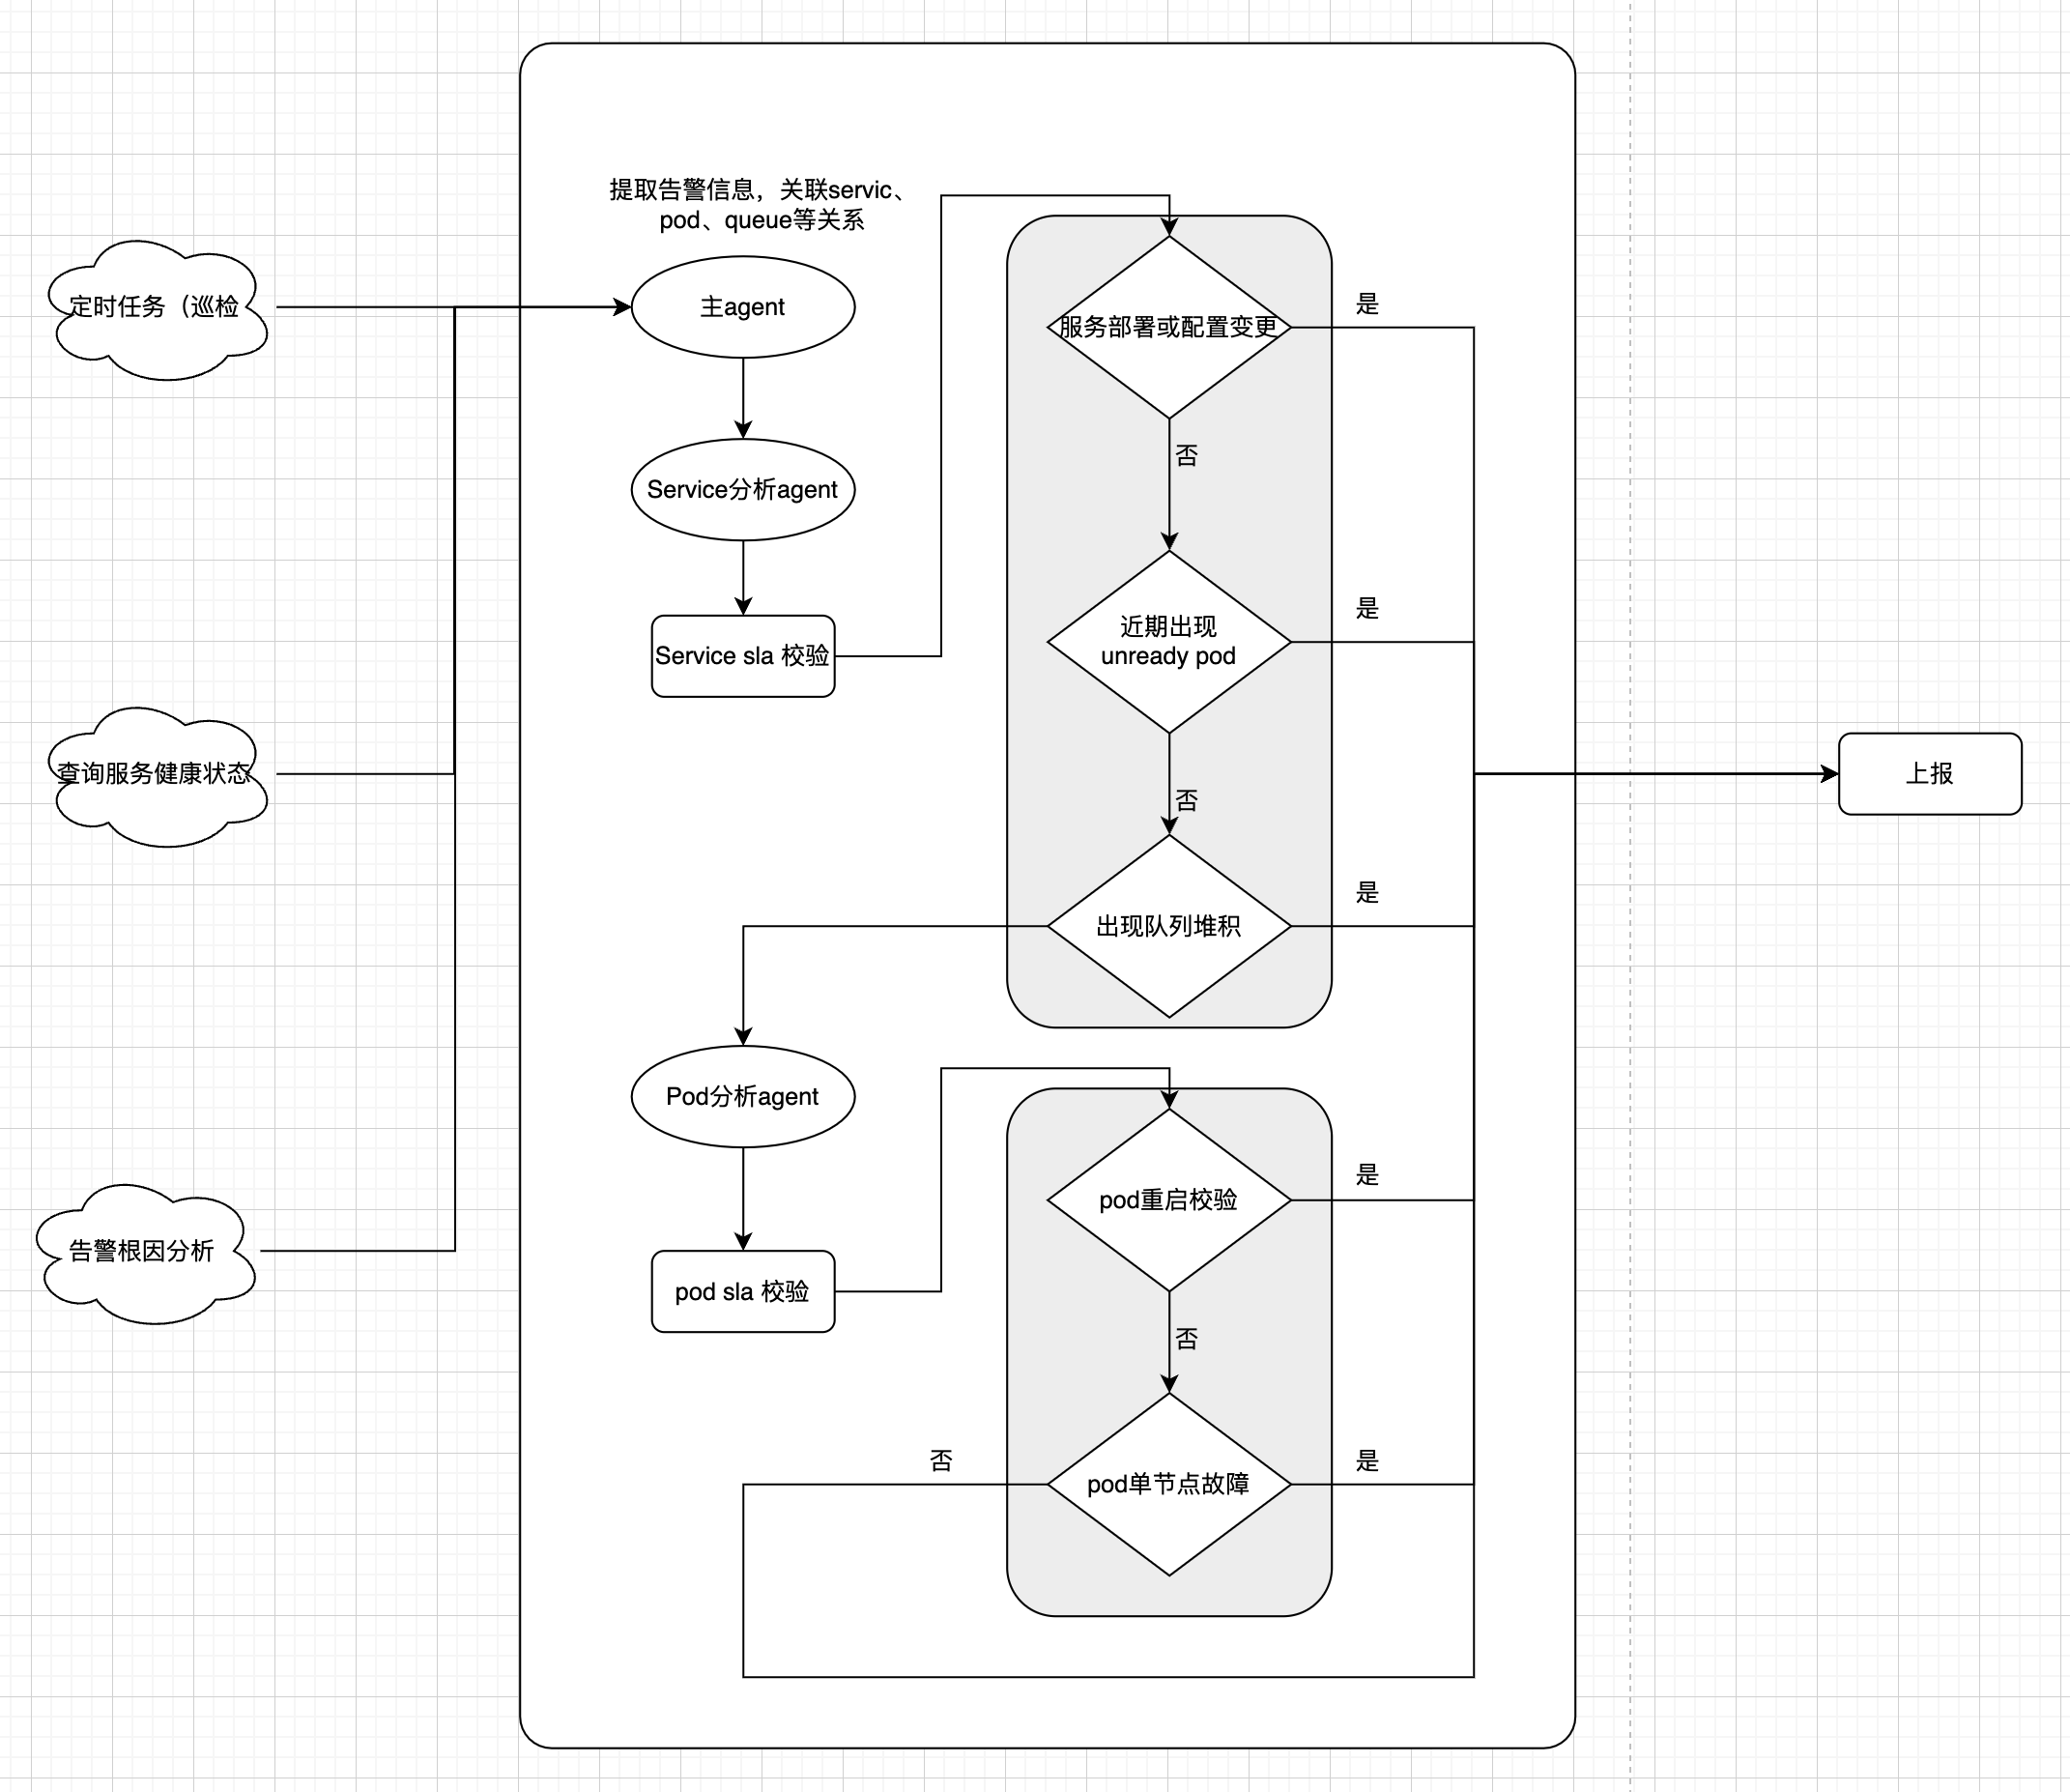 提取告警信息，关联servic、
pod、queue等关系
定时任务（巡检
主agent
服务部署或配置变更
是
否
Service分析agent
近期出现
unready pod
是
Service sla 校验
查询服务健康状态
否
上报
出现队列堆积
是
Pod分析agent
pod重启校验
是
告警根因分析
pod sla 校验
否
否
pod单节点故障
是